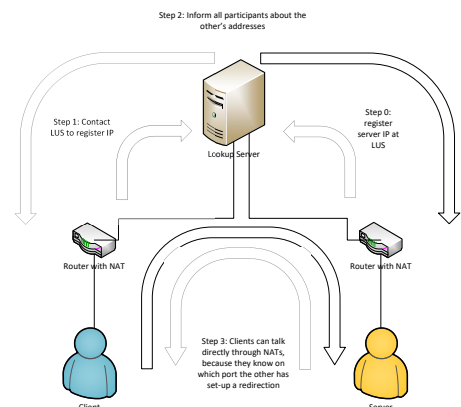 Step 2: Inform all participants about the
other's addresses
Step 1: Contact
LUS to register IP
Step 0:
register
server IP at
LUS
Lookup Server
Router with NAT
Router with NAT
Step 3: Clients can talk
directly through NATs,
because they know on
which port the other has
set-up a redirection
Client
Server